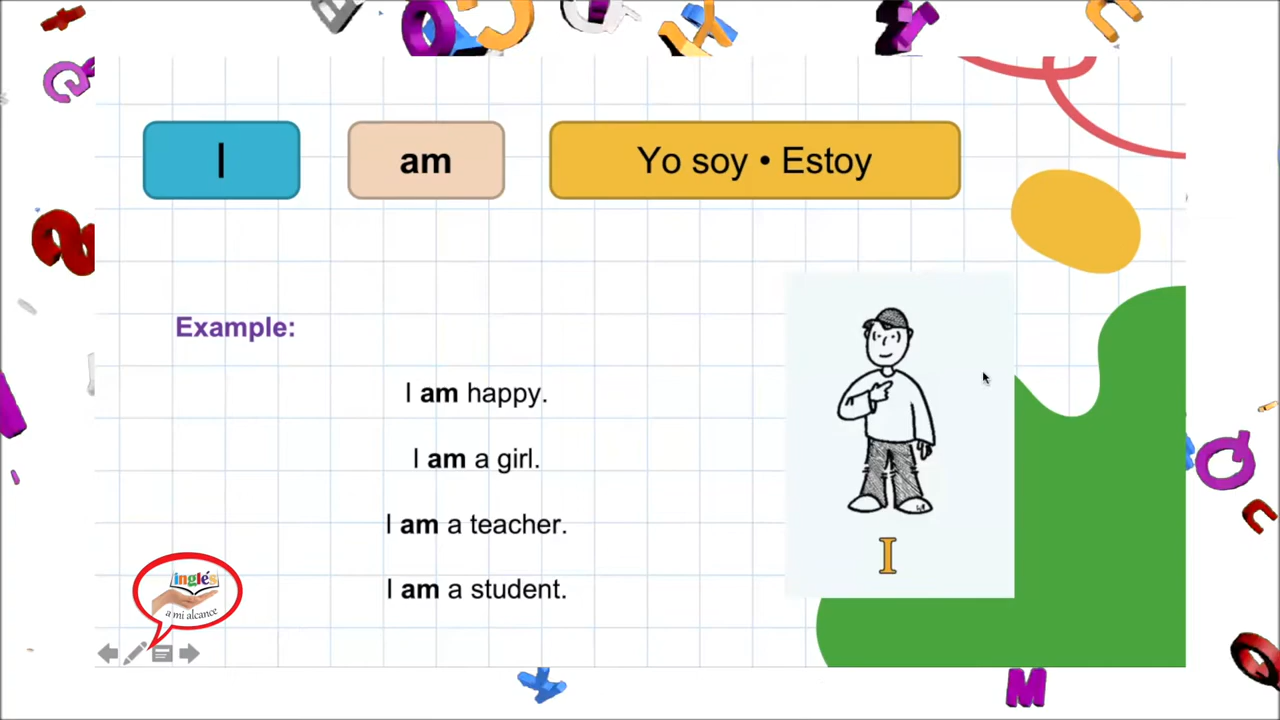 I
am
Yo soy • Estoy
Example:
I am happy.
I am a girl.
I am a teacher.
I am a student.
I
inglés
a mi alcance